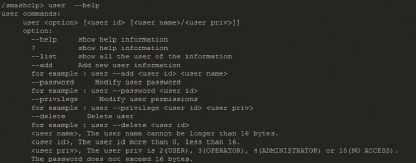 /smashclp> user --help
user commands:
user <option> [<user id> [<user name>/<user priv>]]
option:
--help show help information
? show help information
--list show all the user of the information
--add Add new user information
for example : user --add <user id> <user name>
--password Modify user password
for example : user --password <user id>
--privilege Modify user permissions
for example : user --privilege <user id> <user priv>
--delete Delete user
for example : user --delete <user id>
<user name>, The user name cannot be longer than 16 bytes.
<user id>, The user id more than 0, less than 16.
<user priv>, The user priv is 2(USER), 3(OPERATOR), 4(ADMINISTRATOR) or 15(NO ACCESS).
The password does not exceed 16 bytes.